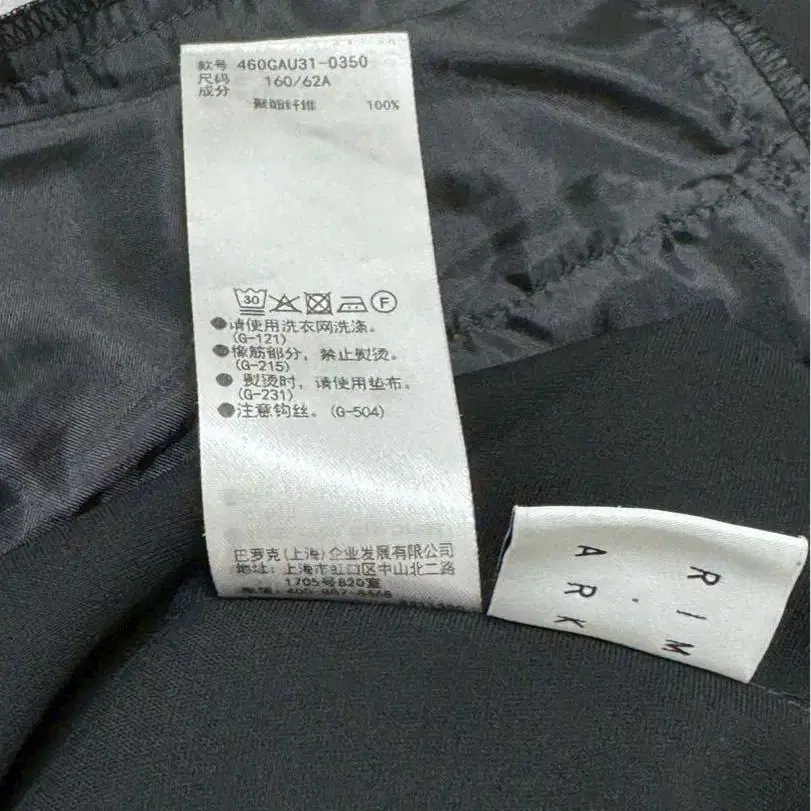 款号 460CAU31-0350
尺码 160/62A
成分
聚酯纤维 100%
30 F
●请使用洗衣网洗涤。
(G-121)
●橡筋部分，禁止熨烫。
(G-215)
● 熨烫时，请使用垫布。
(G-231)
●注意钩丝。(G-504)
巴罗克(上海)企业发展有限公司
地址：上海市虹口区中山北二路
1705号820室
RIM.
ARK